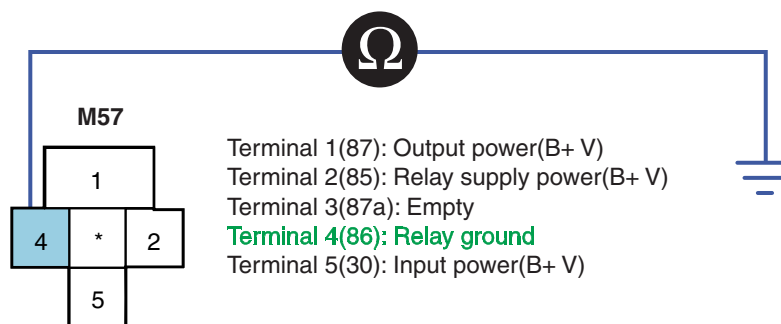 Ω
M57
1
4
*
2
5
Terminal 1(87): Output power(B+ V)
Terminal 2(85): Relay supply power(B+ V)
Terminal 3(87a): Empty
Terminal 4(86): Relay ground
Terminal 5(30): Input power(B+ V)